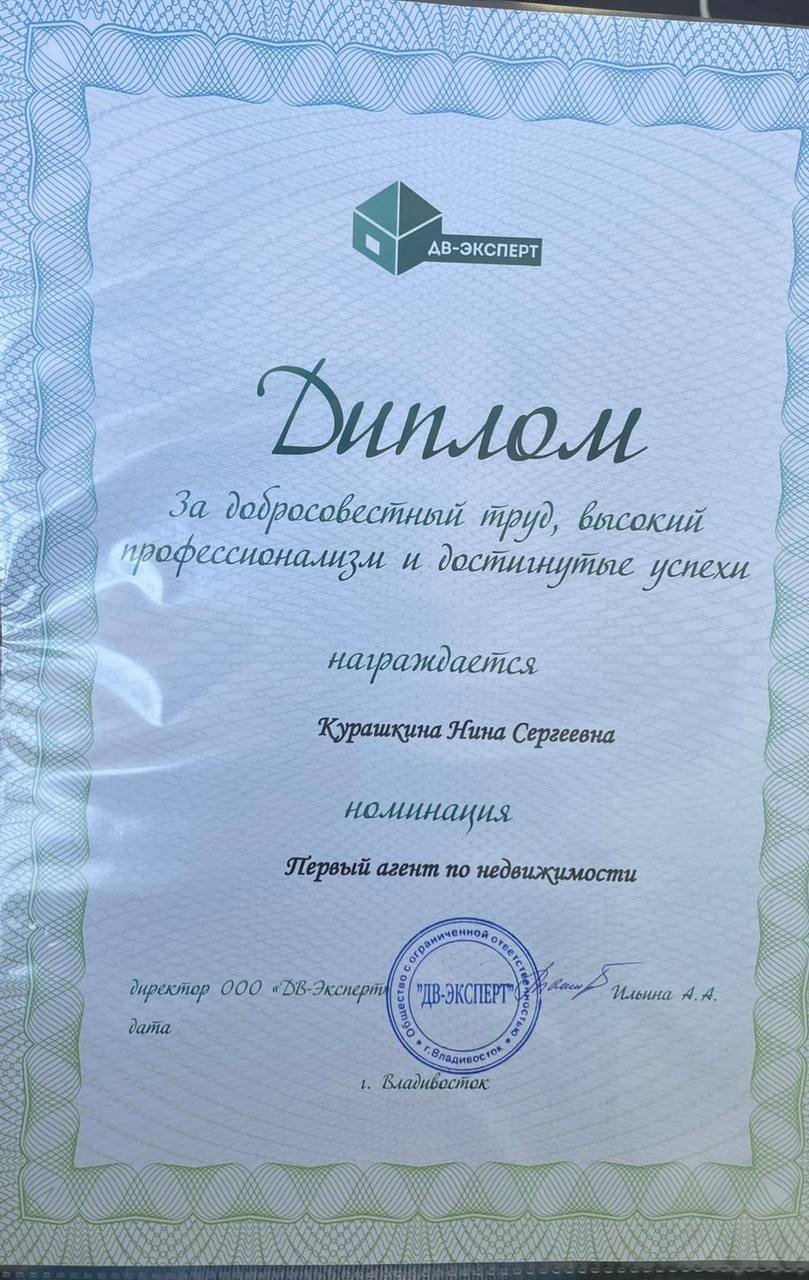 ДВ-ЭКСПЕРТ
Диплом
За добросовестный труд, высокий
профессионализм и достигнутые успехи
награждается
Курашкина Нина Сергеевна
номинация
Первый агент по недвижимости
директор ООО «ДВ-Эксперт» Ильина А.А.
дата
Общество с ограниченной ответственностью
"ДВ-ЭКСПЕРТ"
г.Владивосток
г. Владивосток